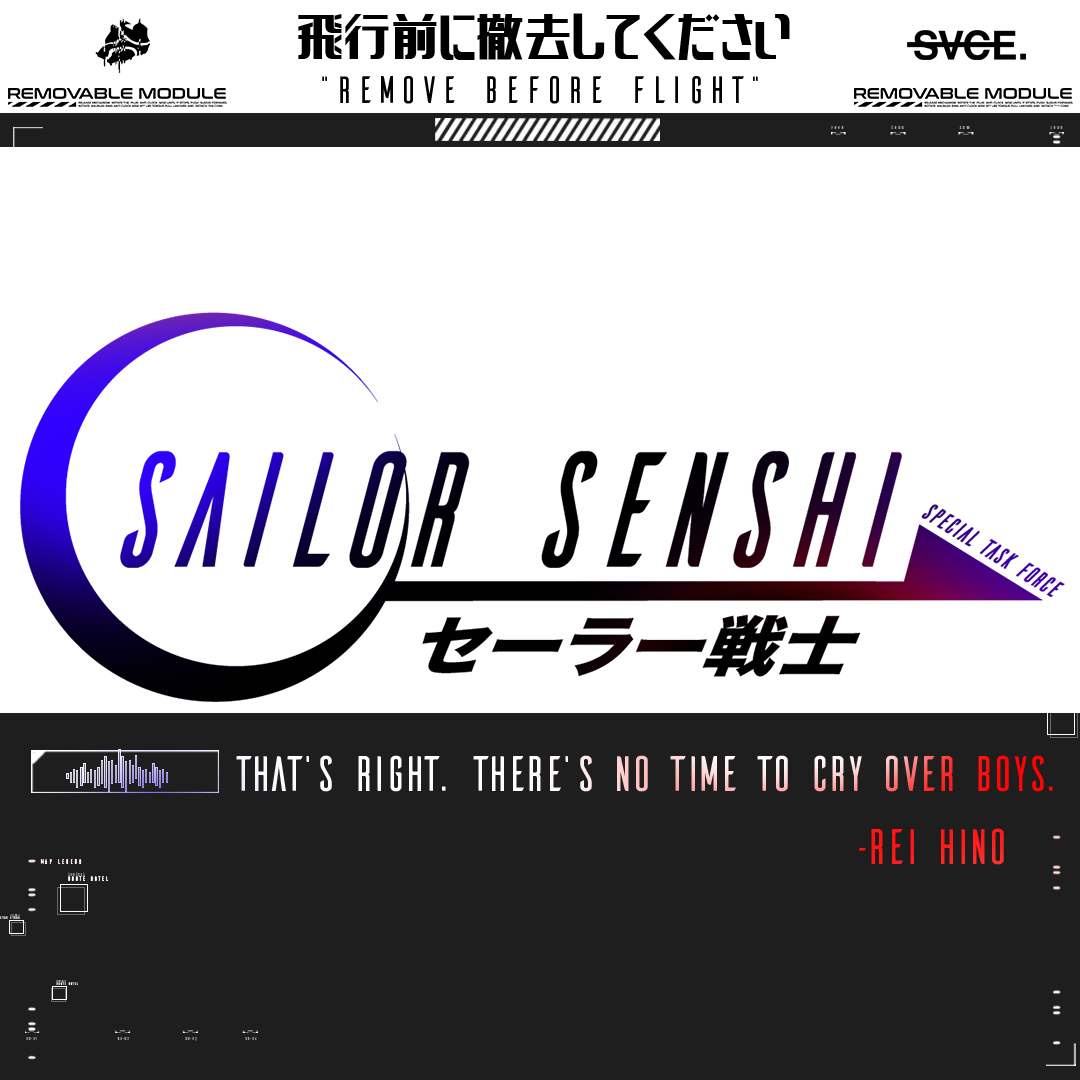 飛行前に撤去してください
"REMOVE BEFORE FLIGHT"
SVCE.
REMOVABLE MODULE
REMOVABLE MODULE
SAILOR SENSHI
SPECIAL TASK FORCE
セーラー戦士
THAT'S RIGHT. THERE'S NO TIME TO CRY OVER BOYS.
-REI HINO
MAP LEGEND